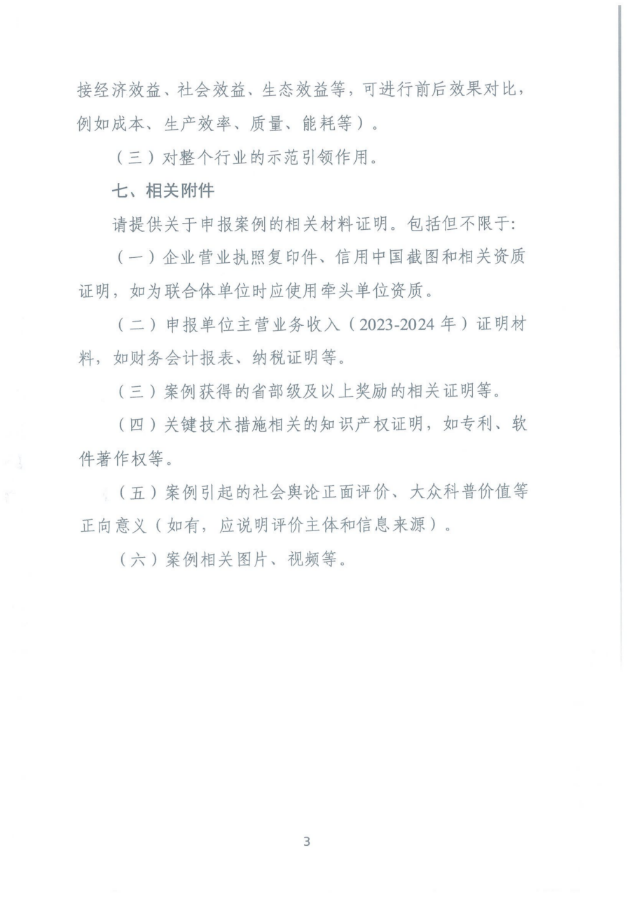 接经济效益、社会效益、生态效益等，可进行前后效果对比，
例如成本、生产效率、质量、能耗等）。
（三）对整个行业的示范引领作用。
七、相关附件
请提供关于申报案例的相关材料证明。包括但不限于：
（一）企业营业执照复印件、信用中国截图和相关资质
证明，如为联合体单位时应使用牵头单位资质。
（二）申报单位主营业务收入（2023-2024 年）证明材
料，如财务会计报表、纳税证明等。
（三）案例获得的省部级及以上奖励的相关证明等。
（四）关键技术措施相关的知识产权证明，如专利、软
件著作权等。
（五）案例引起的社会舆论正面评价、大众科普价值等
正向意义（如有，应说明评价主体和信息来源）。
（六）案例相关图片、视频等。
3